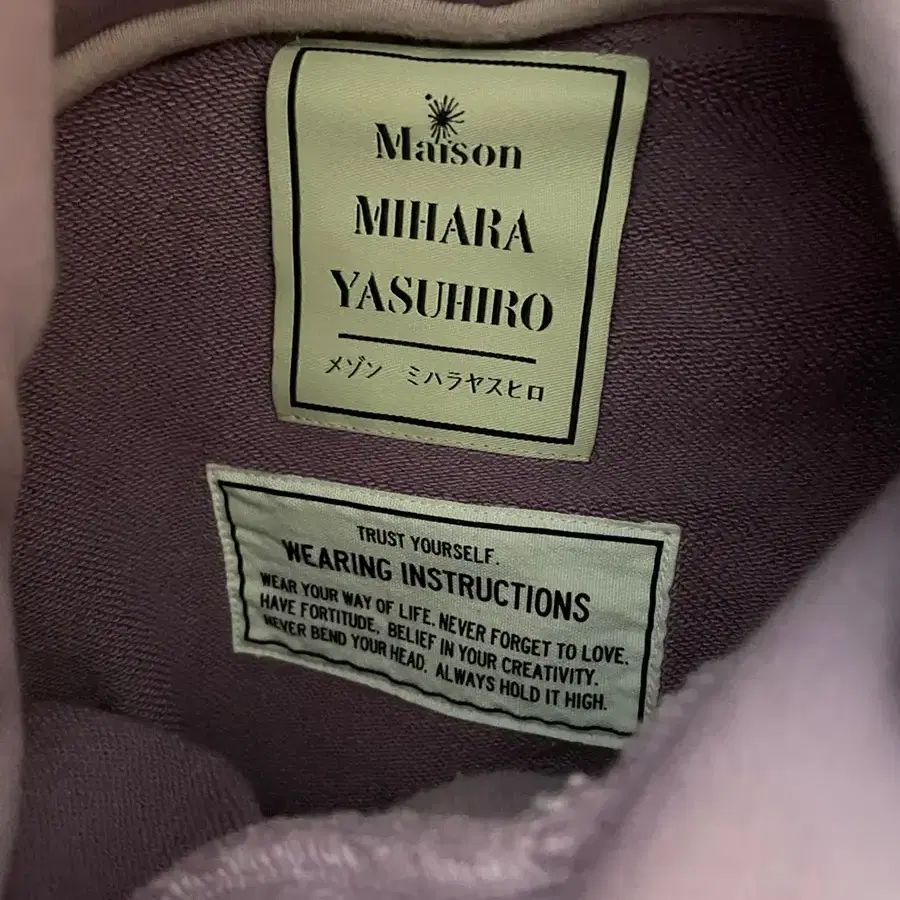 Maison
MIHARA
YASUHIRO
メゾン ミハラヤスヒロ
TRUST YOURSELF.
WEARING INSTRUCTIONS
WEAR YOUR WAY OF LIFE. NEVER FORGET TO LOVE.
HAVE FORTITUDE. BELIEF IN YOUR CREATIVITY.
NEVER BEND YOUR HEAD. ALWAYS HOLD IT HIGH.